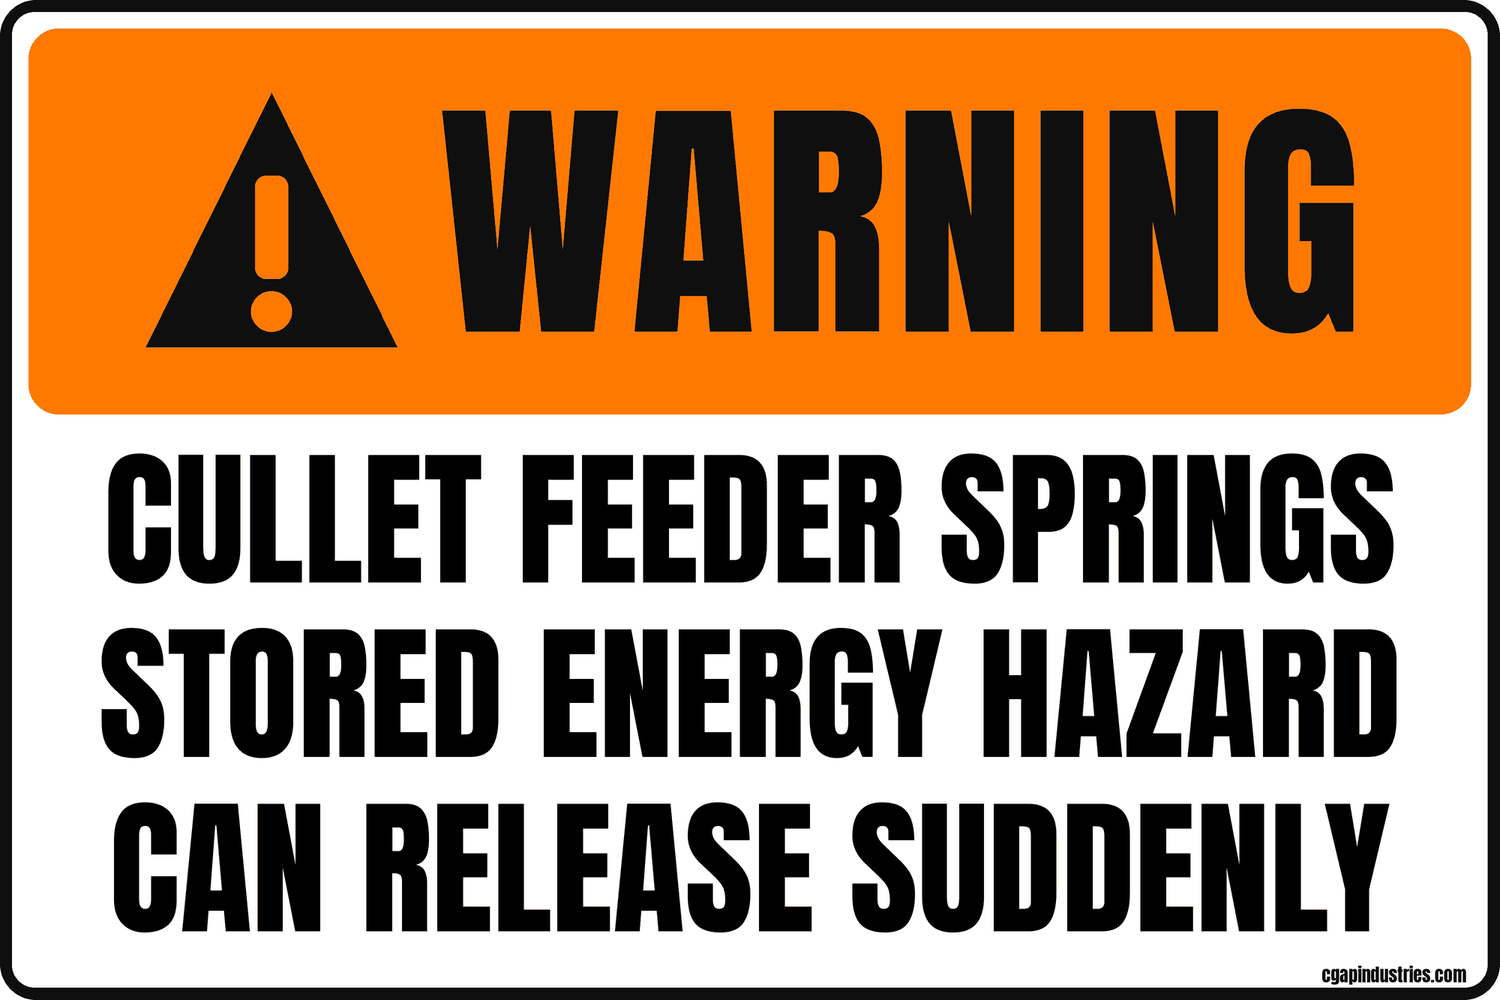 WARNING
CULLET FEEDER SPRINGS
STORED ENERGY HAZARD
CAN RELEASE SUDDENLY
cgapindustries.com